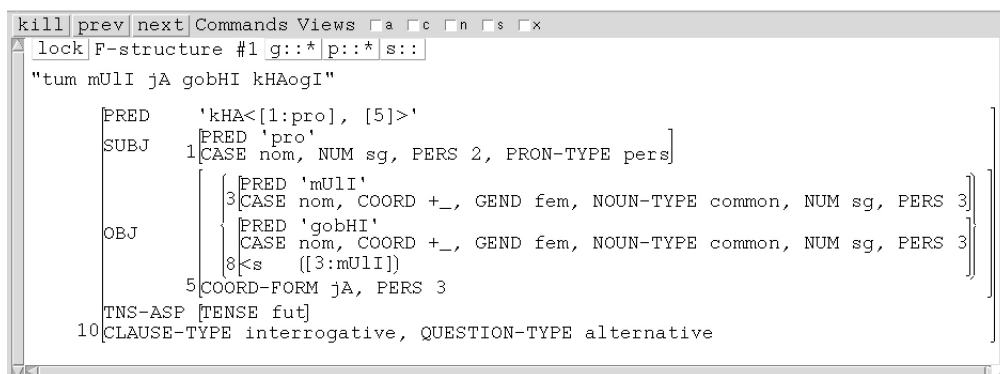 kill prev next Commands Views a c n s x
lock F-structure #1 g::* p::* s::
"tum mUlI jA gobHI kHAogI"
PRED 'kHA<[1:pro], [5]>'
SUBJ 1 PRED 'pro'
CASE nom, NUM sg, PERS 2, PRON-TYPE pers
OBJ 3 PRED 'mUlI'
CASE nom, COORD +_, GEND fem, NOUN-TYPE common, NUM sg, PERS 3
PRED 'gobHI'
CASE nom, COORD +_, GEND fem, NOUN-TYPE common, NUM sg, PERS 3
8 <s ([3:mUlI])
5 COORD-FORM jA, PERS 3
TNS-ASP [TENSE fut]
10 CLAUSE-TYPE interrogative, QUESTION-TYPE alternative